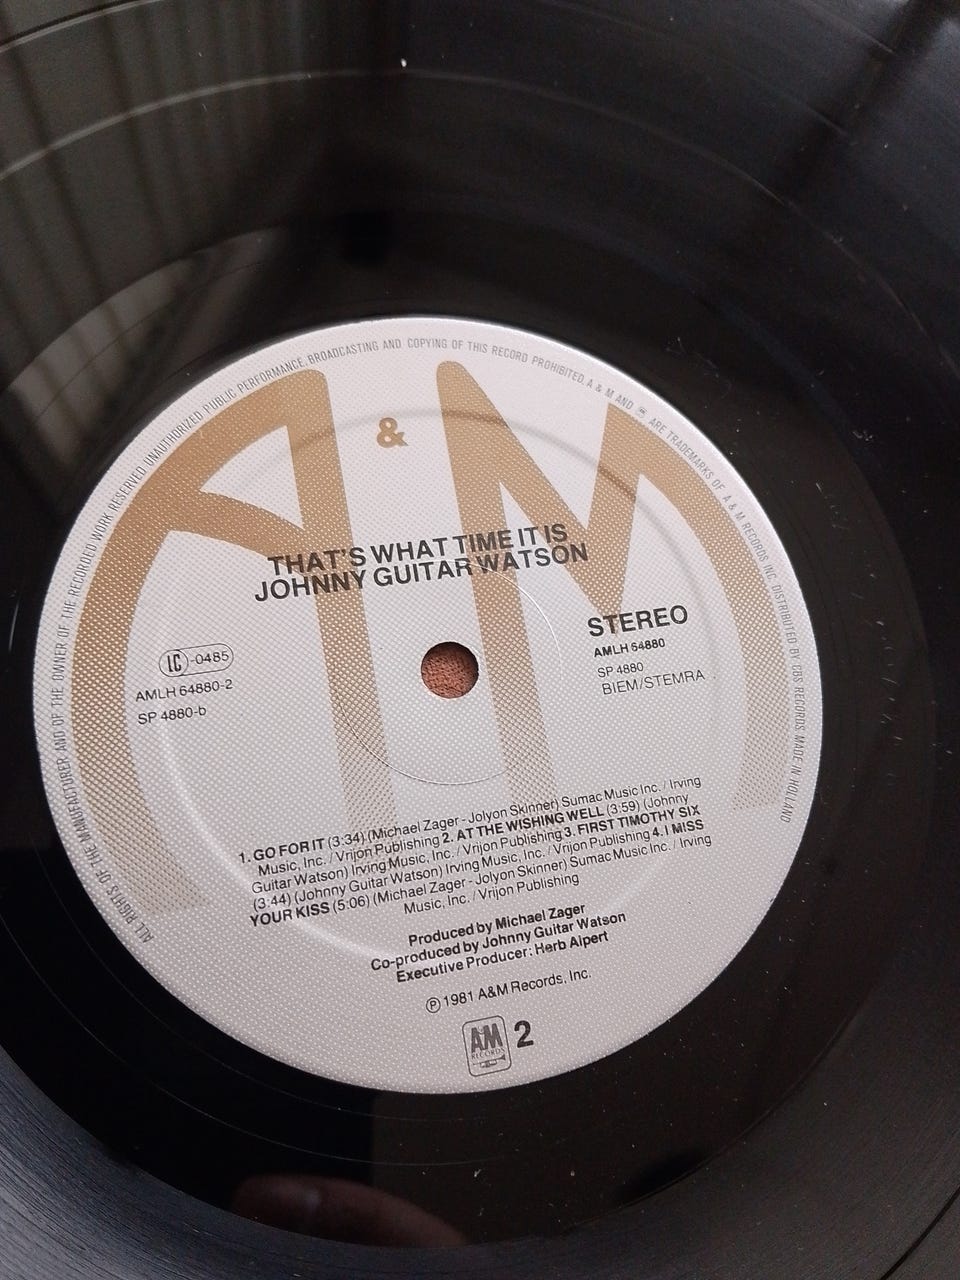 ALL RIGHTS OF THE MANUFACTURER AND OF THE OWNER OF THE RECORDED WORK RESERVED UNAUTHORIZED PUBLIC PERFORMANCE, BROADCASTING AND COPYING OF THIS RECORD PROHIBITED. A & M AND ARE TRADEMARKS OF A & M RECORDS INC. DISTRIBUTED BY CBS RECORDS MADE IN HOLLAND
A & M
THAT'S WHAT TIME IT IS
JOHNNY GUITAR WATSON
STEREO
AMLH 64880
SP 4880
BIEM/STEMRA
LC-0485
AMLH 64880-2
SP 4880-b
1. GO FOR IT (3:34) (Michael Zager - Jolyon Skinner) Sumac Music Inc. / Irving
Music, Inc. / Vrijon Publishing 2. AT THE WISHING WELL (3:59) (Johnny
Guitar Watson) Irving Music, Inc. / Vrijon Publishing 3. FIRST TIMOTHY SIX
(3:44) (Johnny Guitar Watson) Irving Music, Inc. / Vrijon Publishing 4. I MISS
YOUR KISS (5:06) (Michael Zager - Jolyon Skinner) Sumac Music Inc. / Irving
Music, Inc. / Vrijon Publishing
Produced by Michael Zager
Co-produced by Johnny Guitar Watson
Executive Producer: Herb Alpert
℗ 1981 A&M Records, Inc.
AM
RECORDS
2